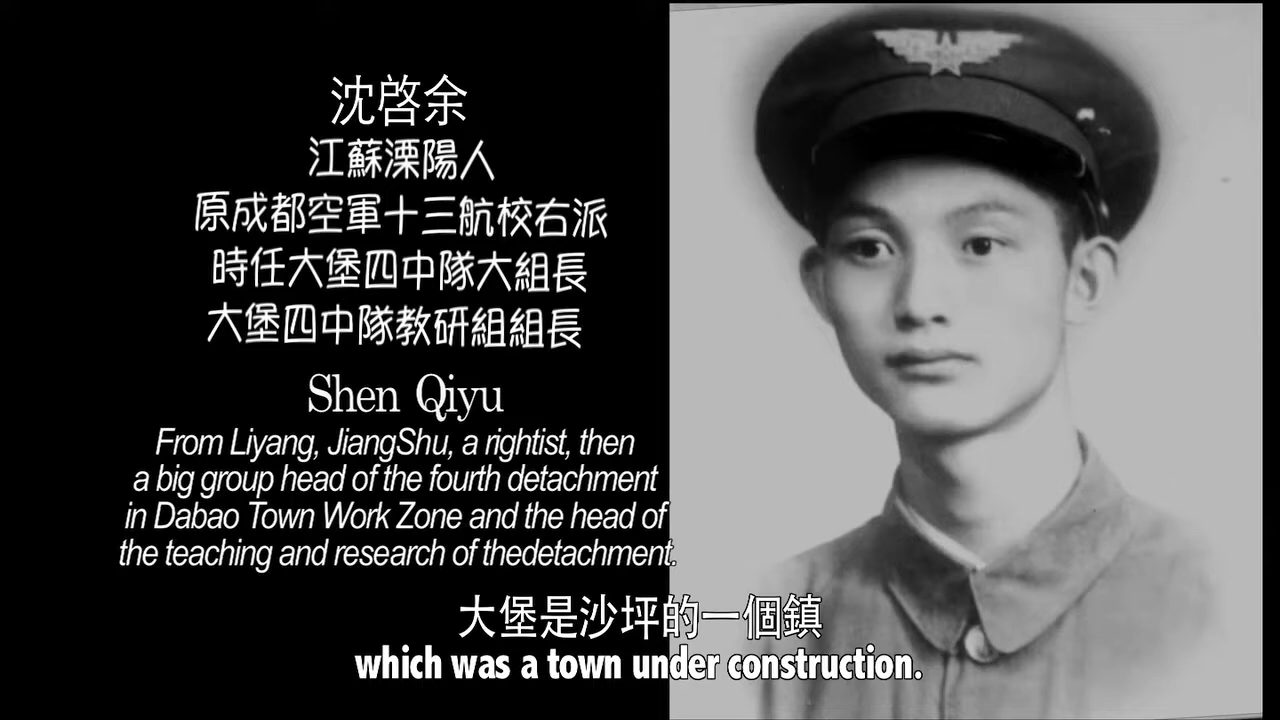 沈啓余
江蘇溧陽人
原成都空軍十三航校右派
時任大堡四中隊大組長
大堡四中隊教研組組長
Shen Qiyu
From Liyang, JiangShu, a rightist, then
a big group head of the fourth detachment
in Dabao Town Work Zone and the head of
the teaching and research of thedetachment.
大堡是沙坪的一個鎮
which was a town under construction.